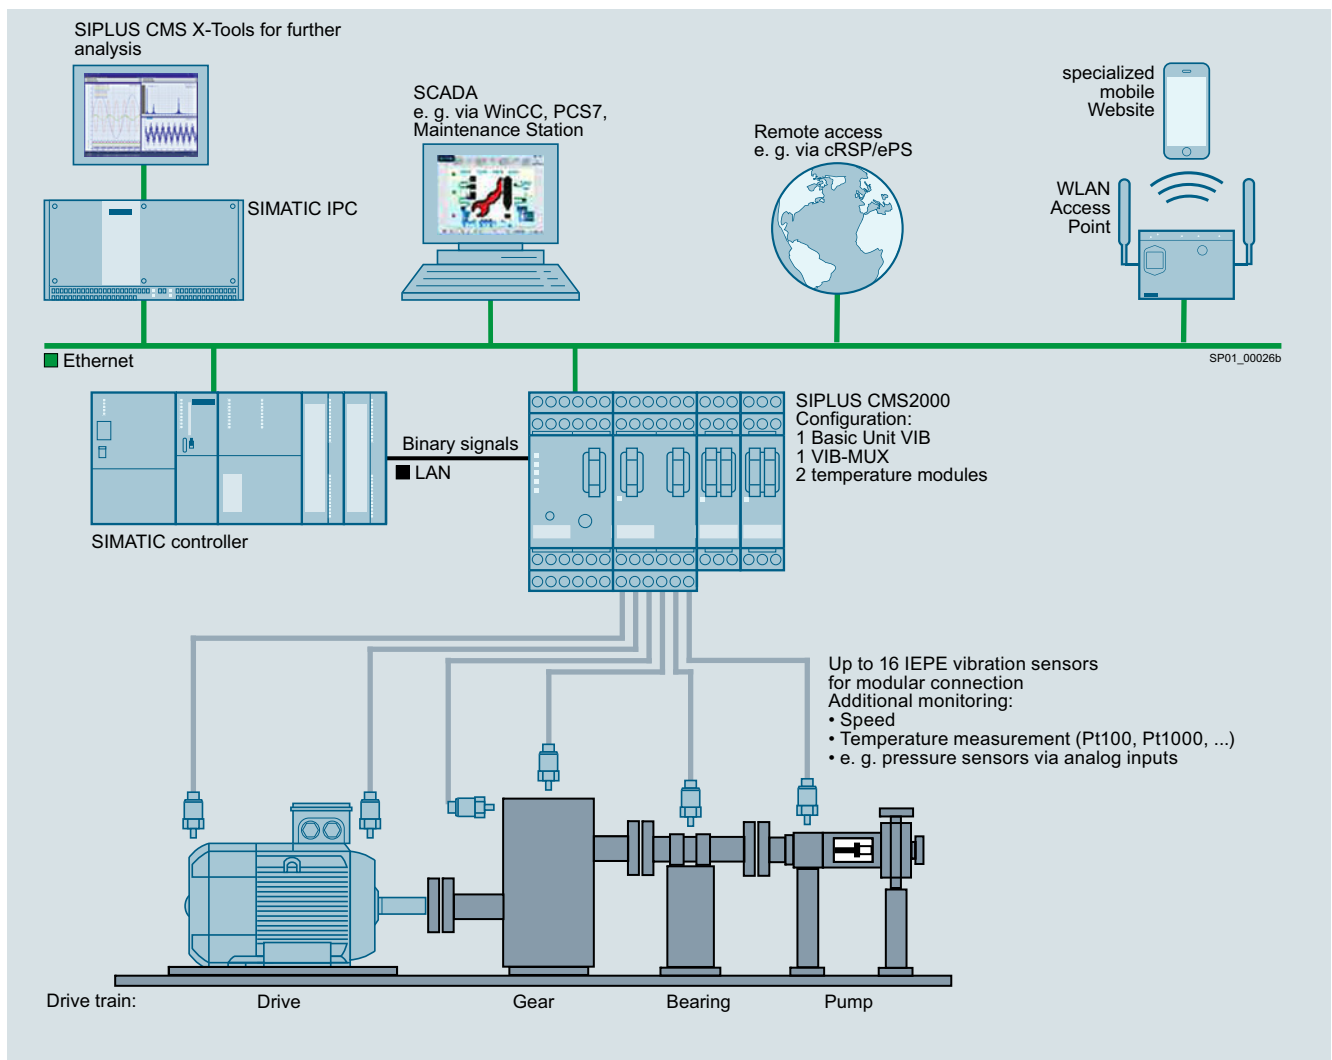 SIPLUS CMS X-Tools for further
analysis
SCADA
e. g. via WinCC, PCS7,
Maintenance Station
Remote access
e. g. via cRSP/ePS
specialized
mobile
Website
WLAN
Access
Point
SIMATIC IPC
Ethernet
SP01_00026b
SIPLUS CMS2000
Configuration:
1 Basic Unit VIB
1 VIB-MUX
2 temperature modules
Binary signals
LAN
SIMATIC controller
Up to 16 IEPE vibration sensors
for modular connection
Additional monitoring:
• Speed
• Temperature measurement (Pt100, Pt1000, ...)
• e. g. pressure sensors via analog inputs
Drive train:
Drive
Gear
Bearing
Pump